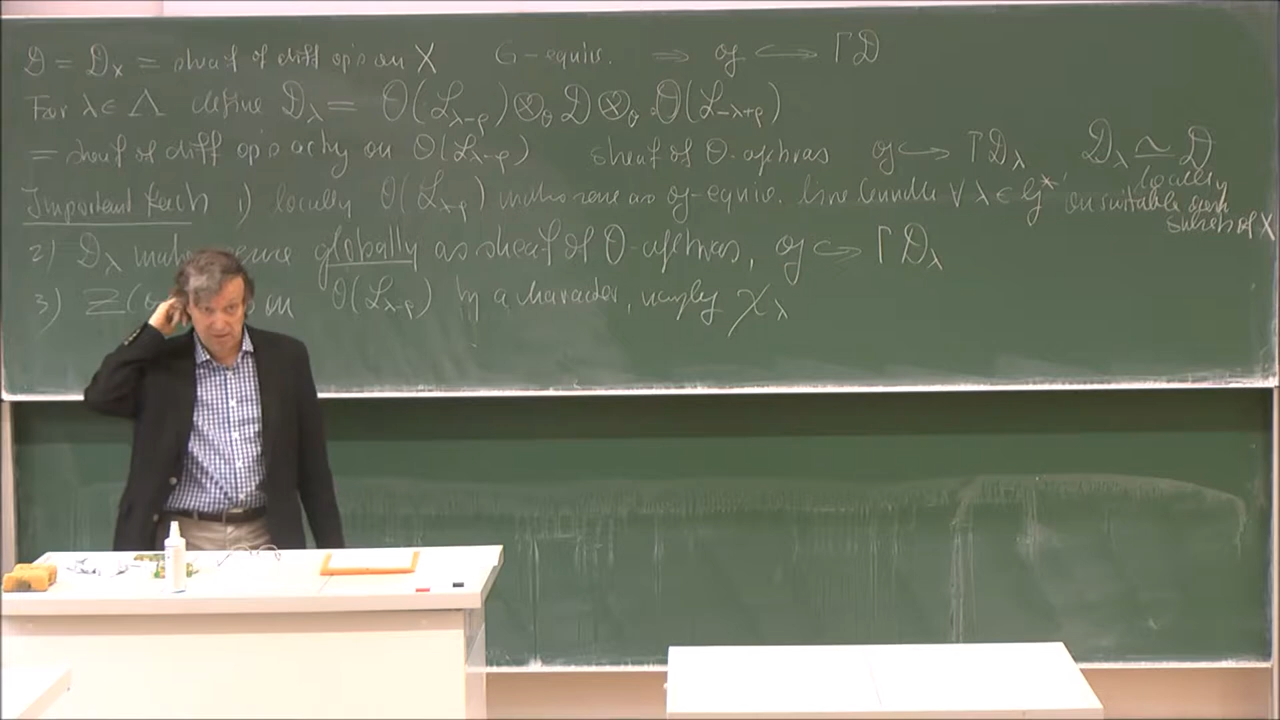 𝒟 = 𝒟_X = sheaf of diff op's on X G-equiv. ⇒ 𝔤 ↪ Γ𝒟
For λ ∈ Λ define 𝒟_λ = 𝒪(ℒ_{λ-ρ}) ⊗_𝒪 𝒟 ⊗_𝒪 𝒪(ℒ_{-λ+ρ})
= sheaf of diff op's acting on 𝒪(ℒ_{λ-ρ}) sheaf of 𝒪-algebras 𝔤 ↪ Γ𝒟_λ 𝒟_λ ≃ 𝒟
locally
on suitable open
subsets of X
Important Facts 1) locally 𝒪(ℒ_{λ-ρ}) makes sense as 𝔤-equiv. line bundle ∀ λ ∈ 𝔥*
2) 𝒟_λ makes sense globally as sheaf of 𝒪-algebras, 𝔤 ↪ Γ𝒟_λ
3) Z( on 𝒪(ℒ_{λ-ρ}) by a character, namely χ_λ